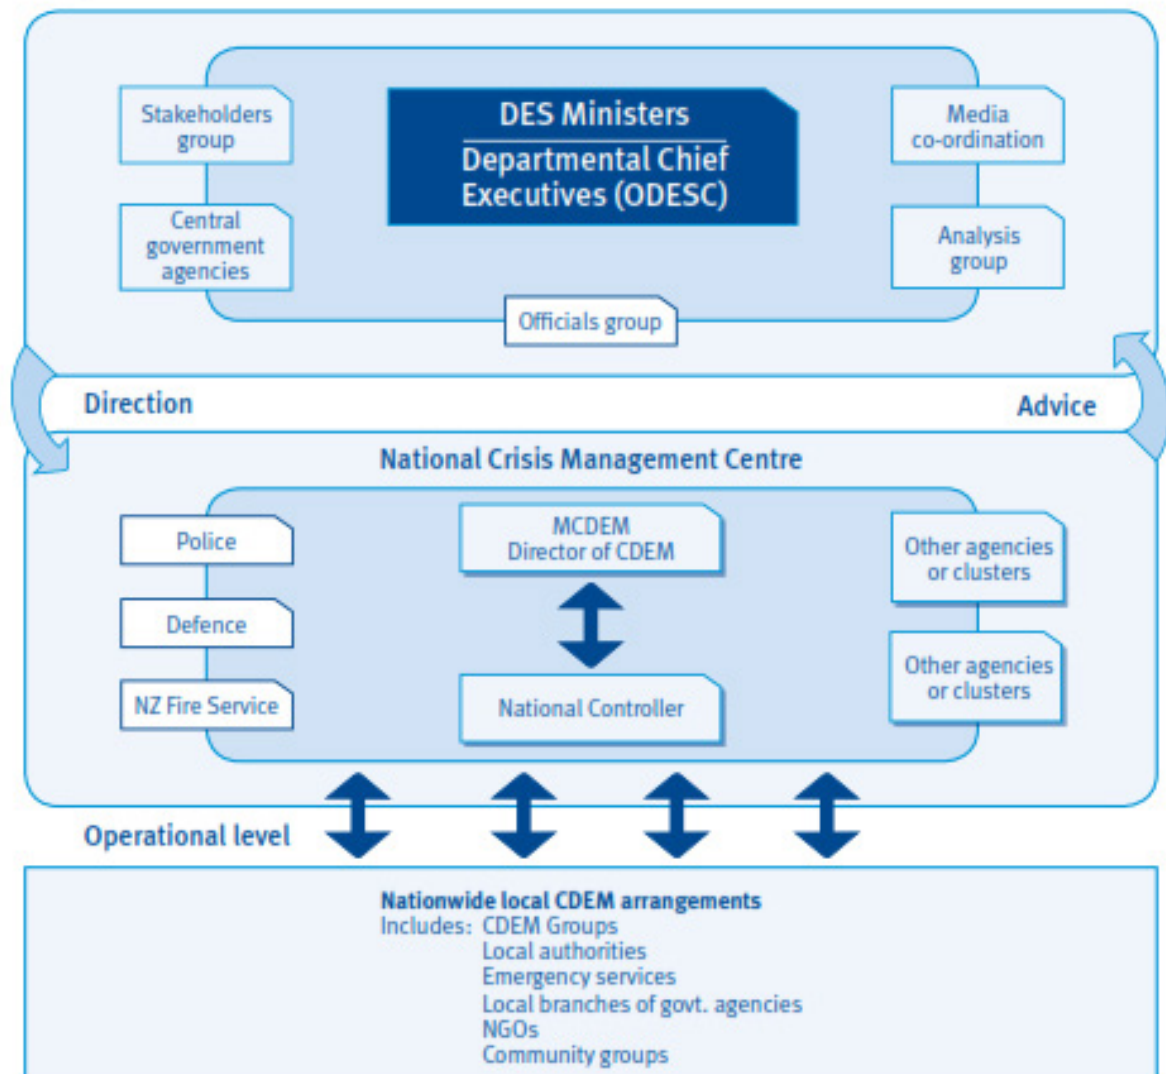 Stakeholders
group
DES Ministers
Departmental Chief
Executives (ODESC)
Media
co-ordination
Central
government
agencies
Analysis
group
Officials group
Direction
Advice
National Crisis Management Centre
Police
MCDEM
Director of CDEM
Other agencies
or clusters
Defence
Other agencies
or clusters
NZ Fire Service
National Controller
Operational level
Nationwide local CDEM arrangements
Includes: CDEM Groups
Local authorities
Emergency services
Local branches of govt. agencies
NGOs
Community groups